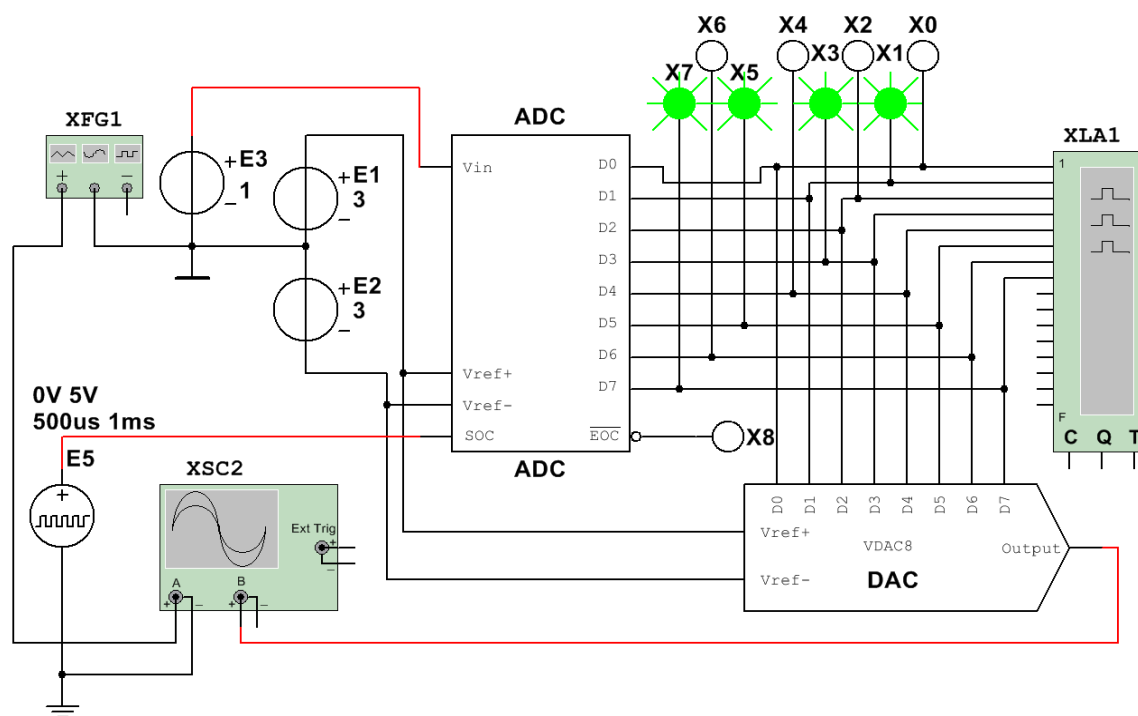 X6 X4 X2 X0
X7 X5 X3 X1
XFG1
+ −
ADC
XLA1
+ E3
− 1
+ E1
3
−
+ E2
3
−
Vin
Vref+
Vref-
SOC
D0
D1
D2
D3
D4
D5
D6
D7
EOC
ADC
X8
1
F
C Q T
0V 5V
500us 1ms
E5
+
XSC2
Ext Trig
+
−
A B
+ − + −
D0 D1 D2 D3 D4 D5 D6 D7
Vref+
VDAC8
Output
Vref-
DAC